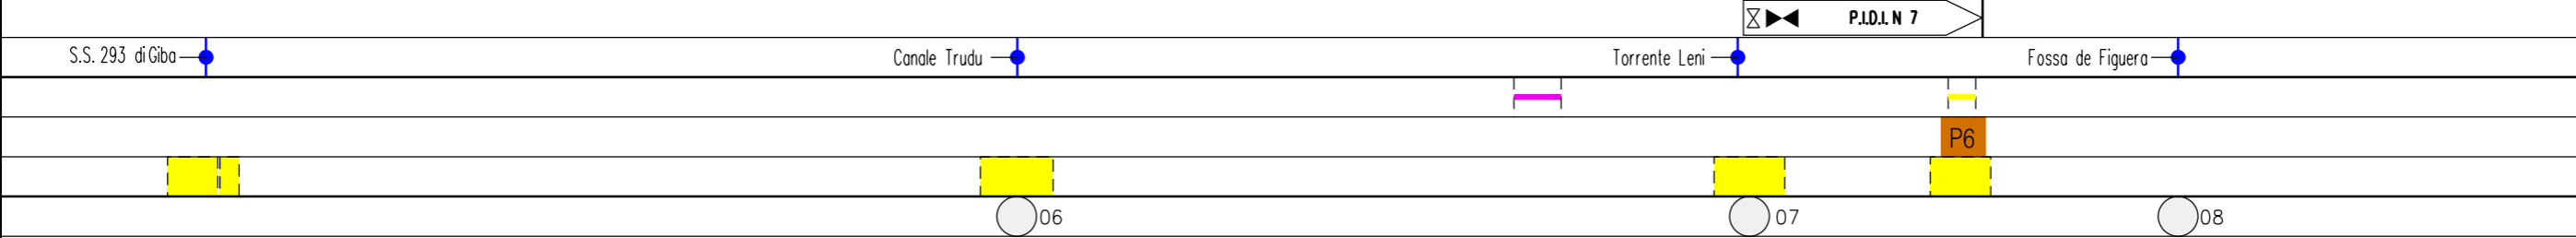 P.I.D.I. N 7
S.S. 293 di Giba Canale Trudu Torrente Leni Fossa de Figuera
P6
06 07 08